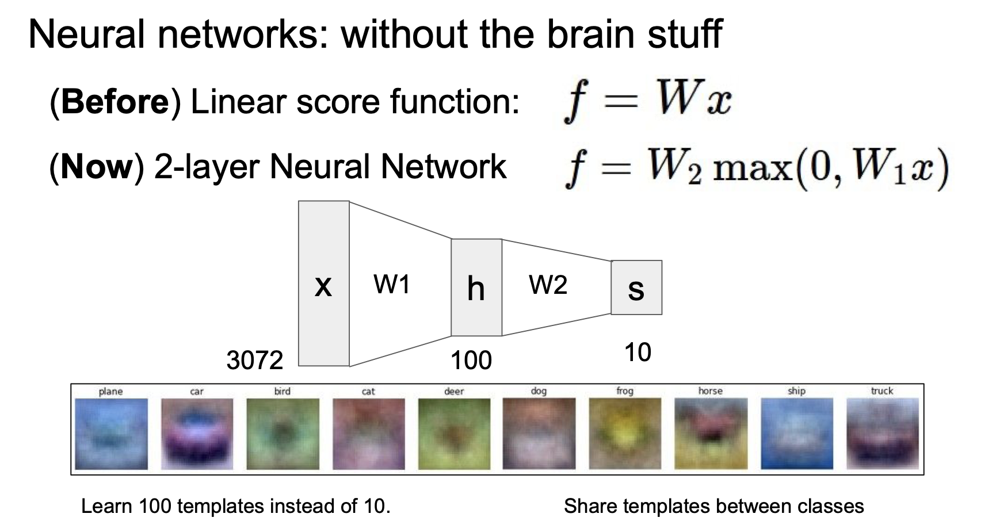 Neural networks: without the brain stuff
(Before) Linear score function: f = Wx
(Now) 2-layer Neural Network f = W₂ max(0, W₁x)
x W1 h W2 s
3072 100 10
plane car bird cat deer dog frog horse ship truck
Learn 100 templates instead of 10. Share templates between classes